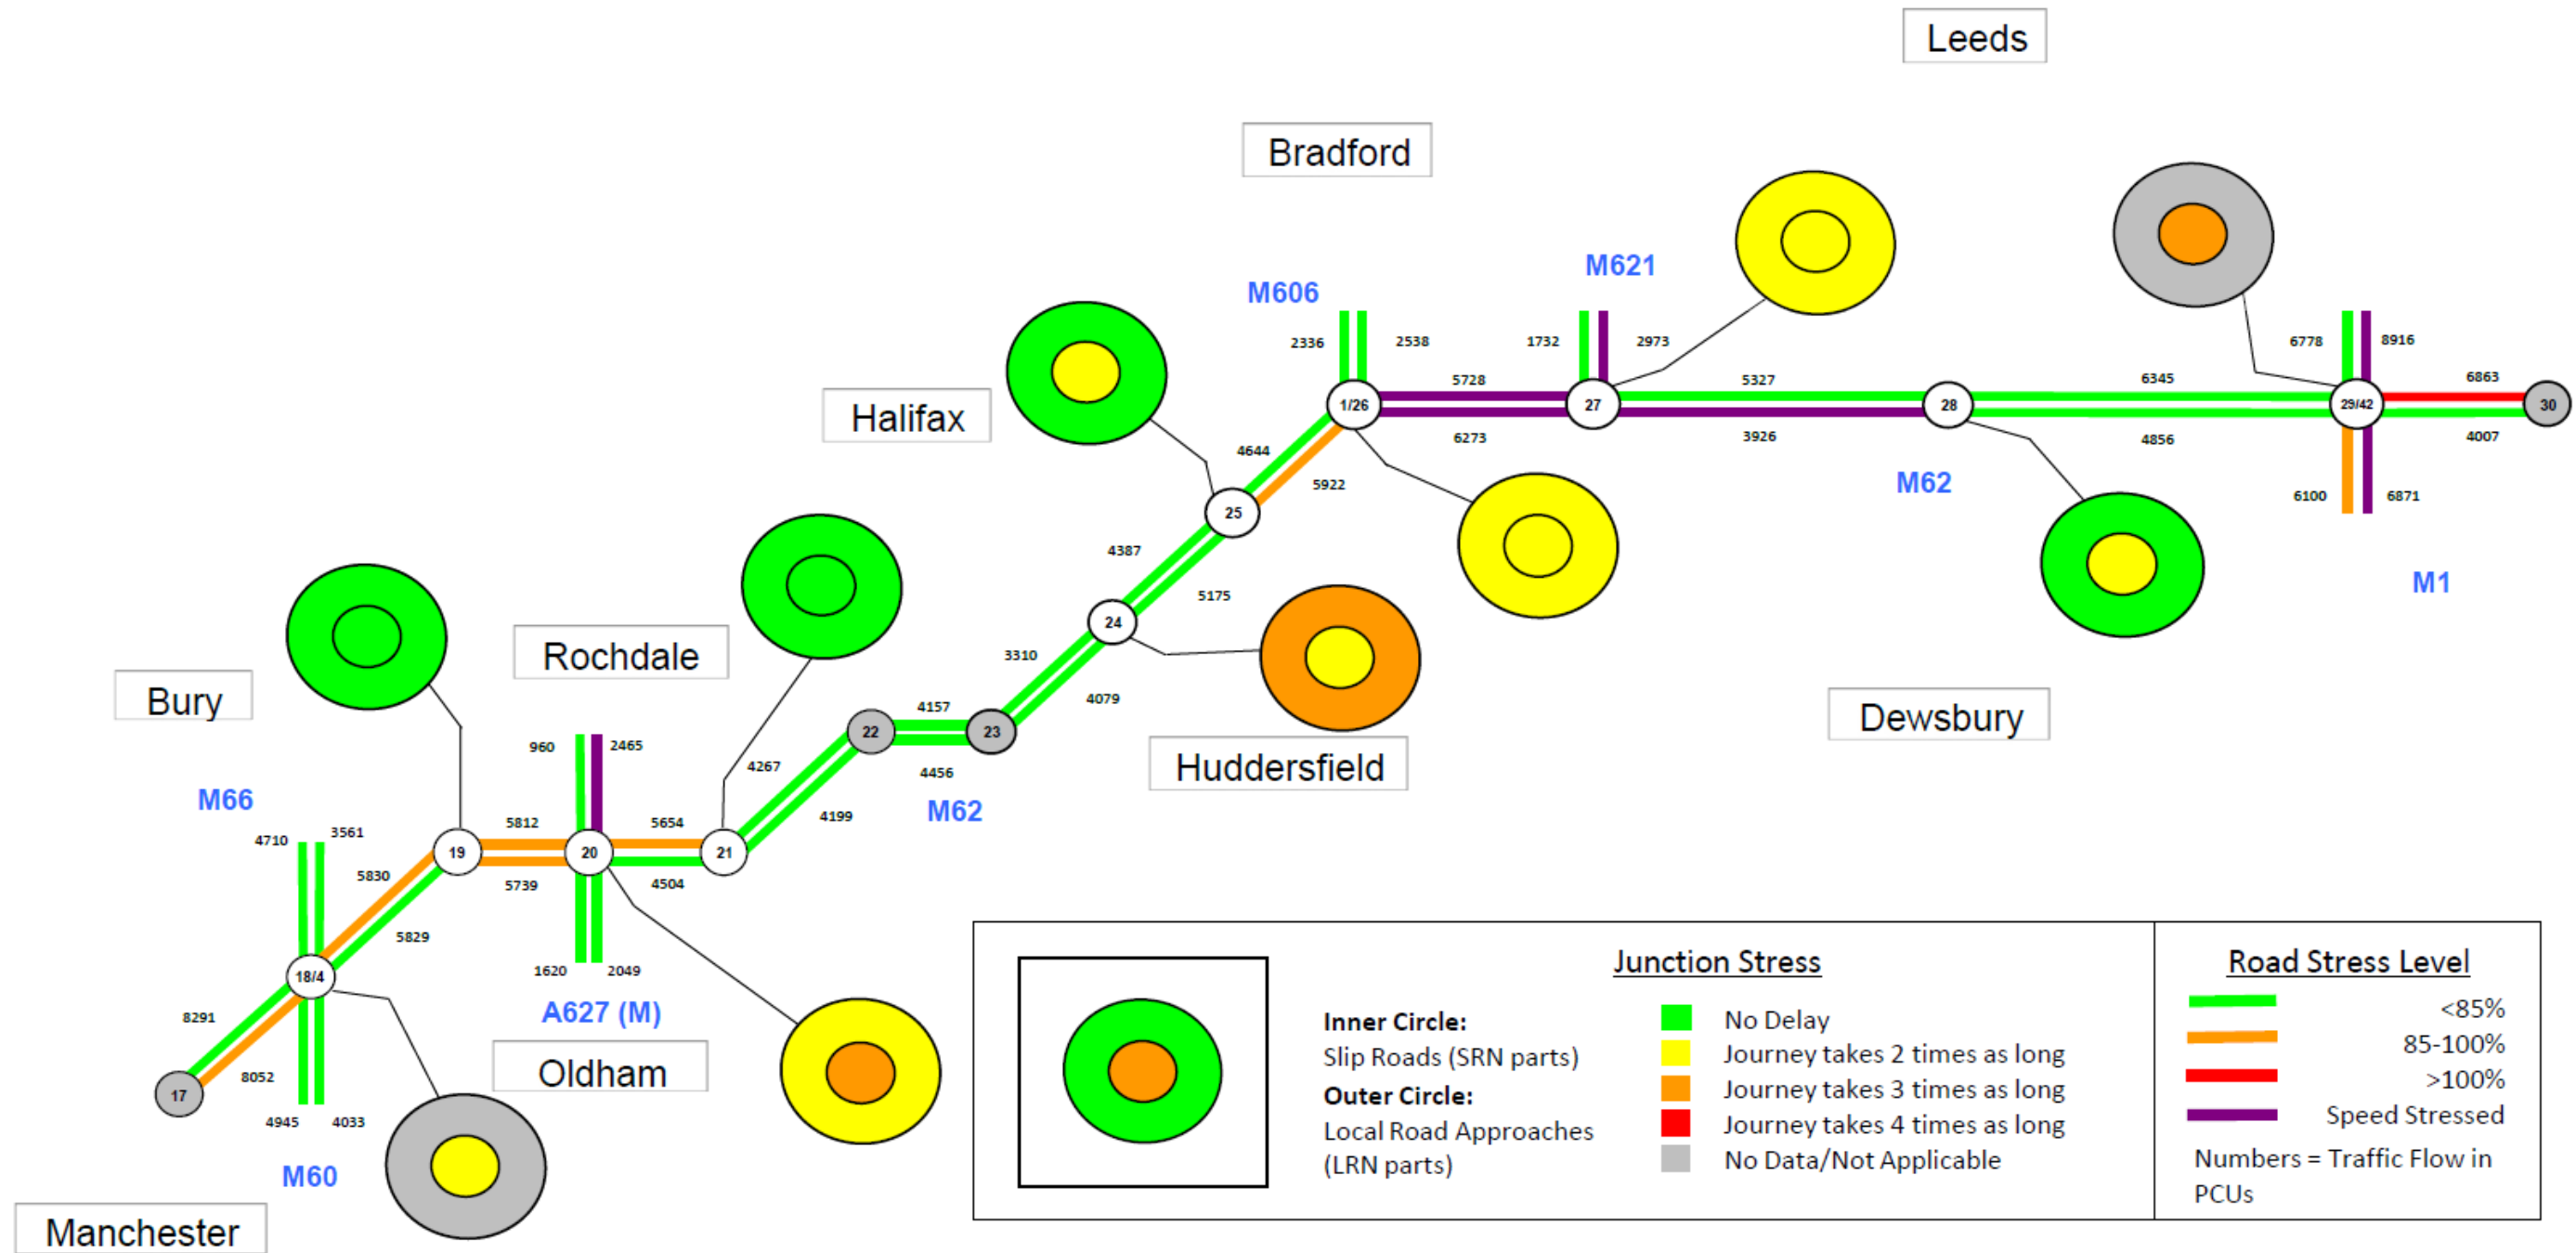 Leeds
Bradford
M621
M606
2336
2538
1732
2973
6778
8916
5728
5327
6345
6863
1/26
27
28
29/42
30
6273
3926
4856
4007
Halifax
4644
5922
M62
6100
6871
25
4387
5175
M1
24
3310
4079
Rochdale
Bury
Huddersfield
Dewsbury
4157
22
23
4456
M62
960
2465
4267
4199
M66
4710
3561
5812
5654
19
20
21
5830
5739
4504
5829
18/4
1620
2049
A627 (M)
Oldham
8291
8052
17
4945
4033
M60
Manchester
Inner Circle:
Slip Roads (SRN parts)
Outer Circle:
Local Road Approaches
(LRN parts)
Junction Stress
No Delay
Journey takes 2 times as long
Journey takes 3 times as long
Journey takes 4 times as long
No Data/Not Applicable
Road Stress Level
<85%
85-100%
>100%
Speed Stressed
Numbers = Traffic Flow in
PCUs